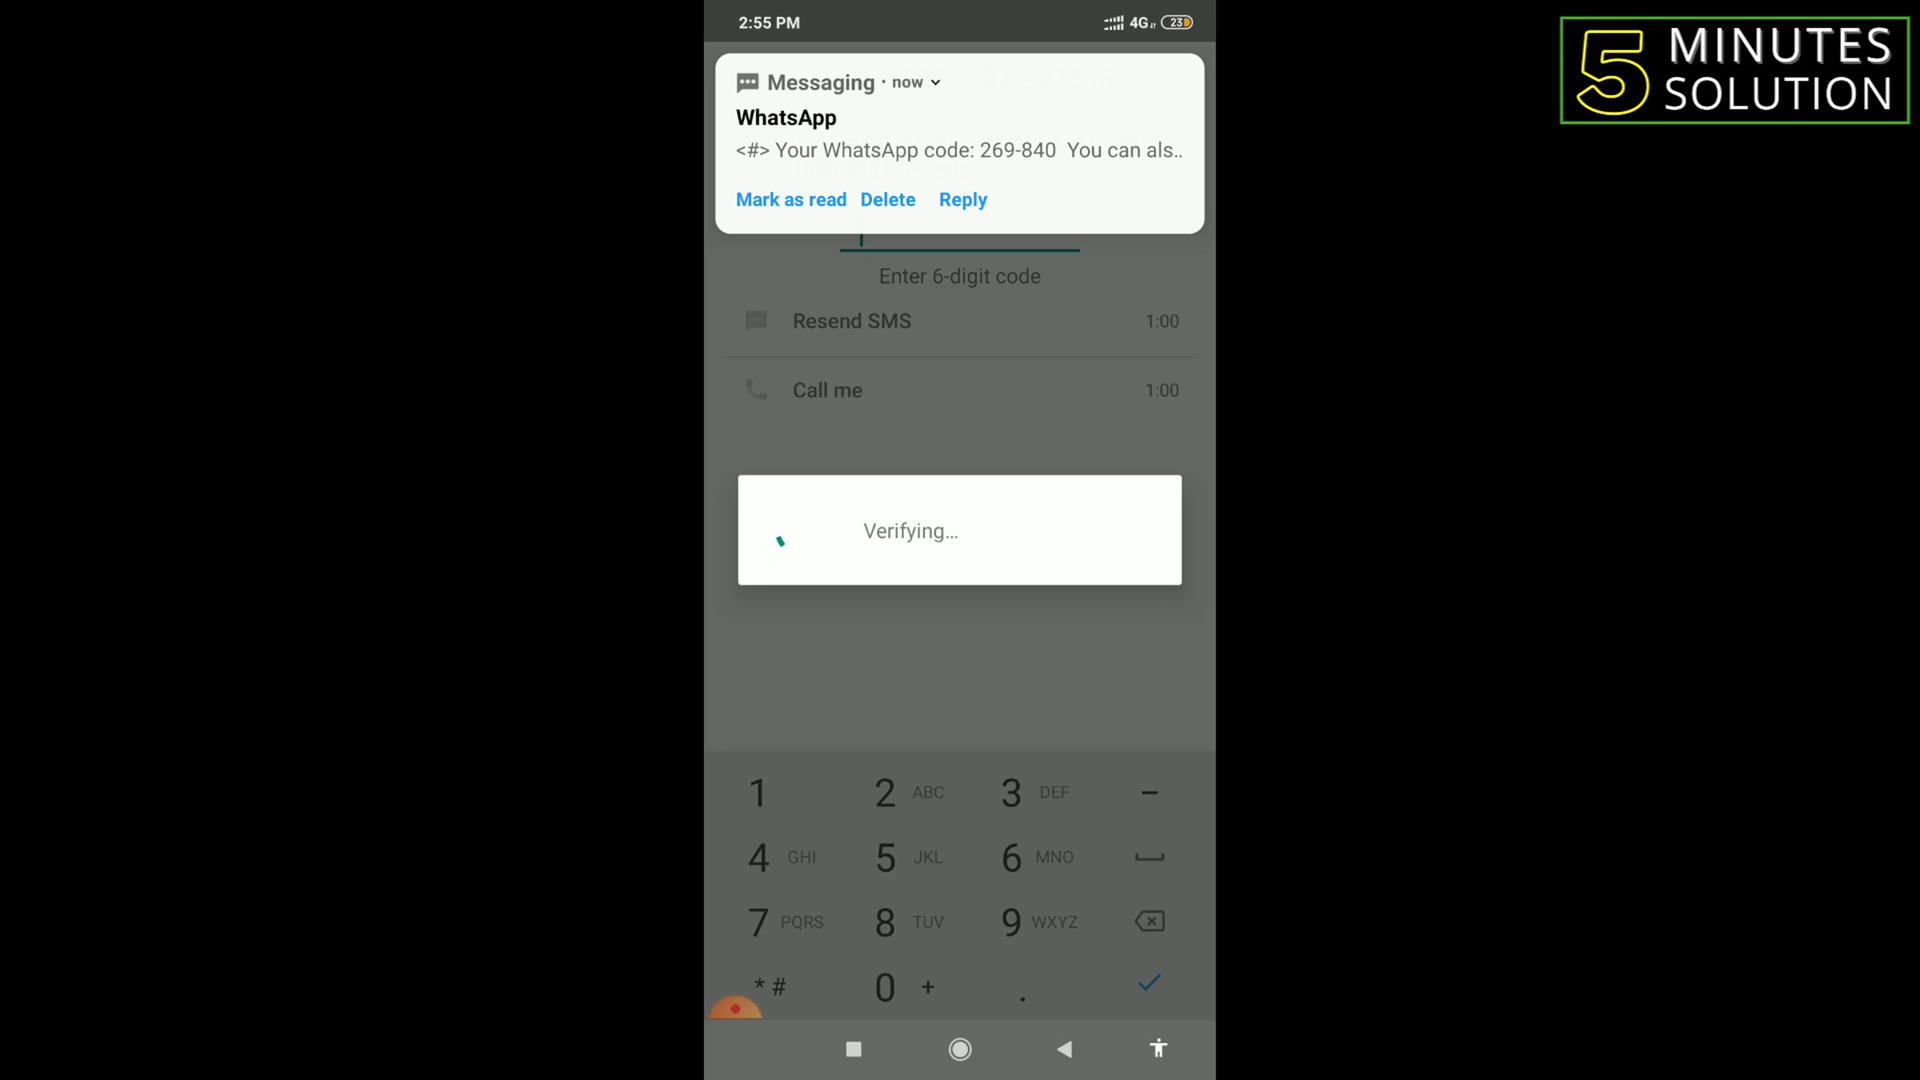 2:55 PM
4G
23
5 MINUTES
SOLUTION
Messaging · now
WhatsApp
<#> Your WhatsApp code: 269-840 You can als..
Mark as read Delete Reply
Enter 6-digit code
Resend SMS 1:00
Call me 1:00
Verifying...
1 2 ABC 3 DEF –
4 GHI 5 JKL 6 MNO
7 PQRS 8 TUV 9 WXYZ
* # 0 + .